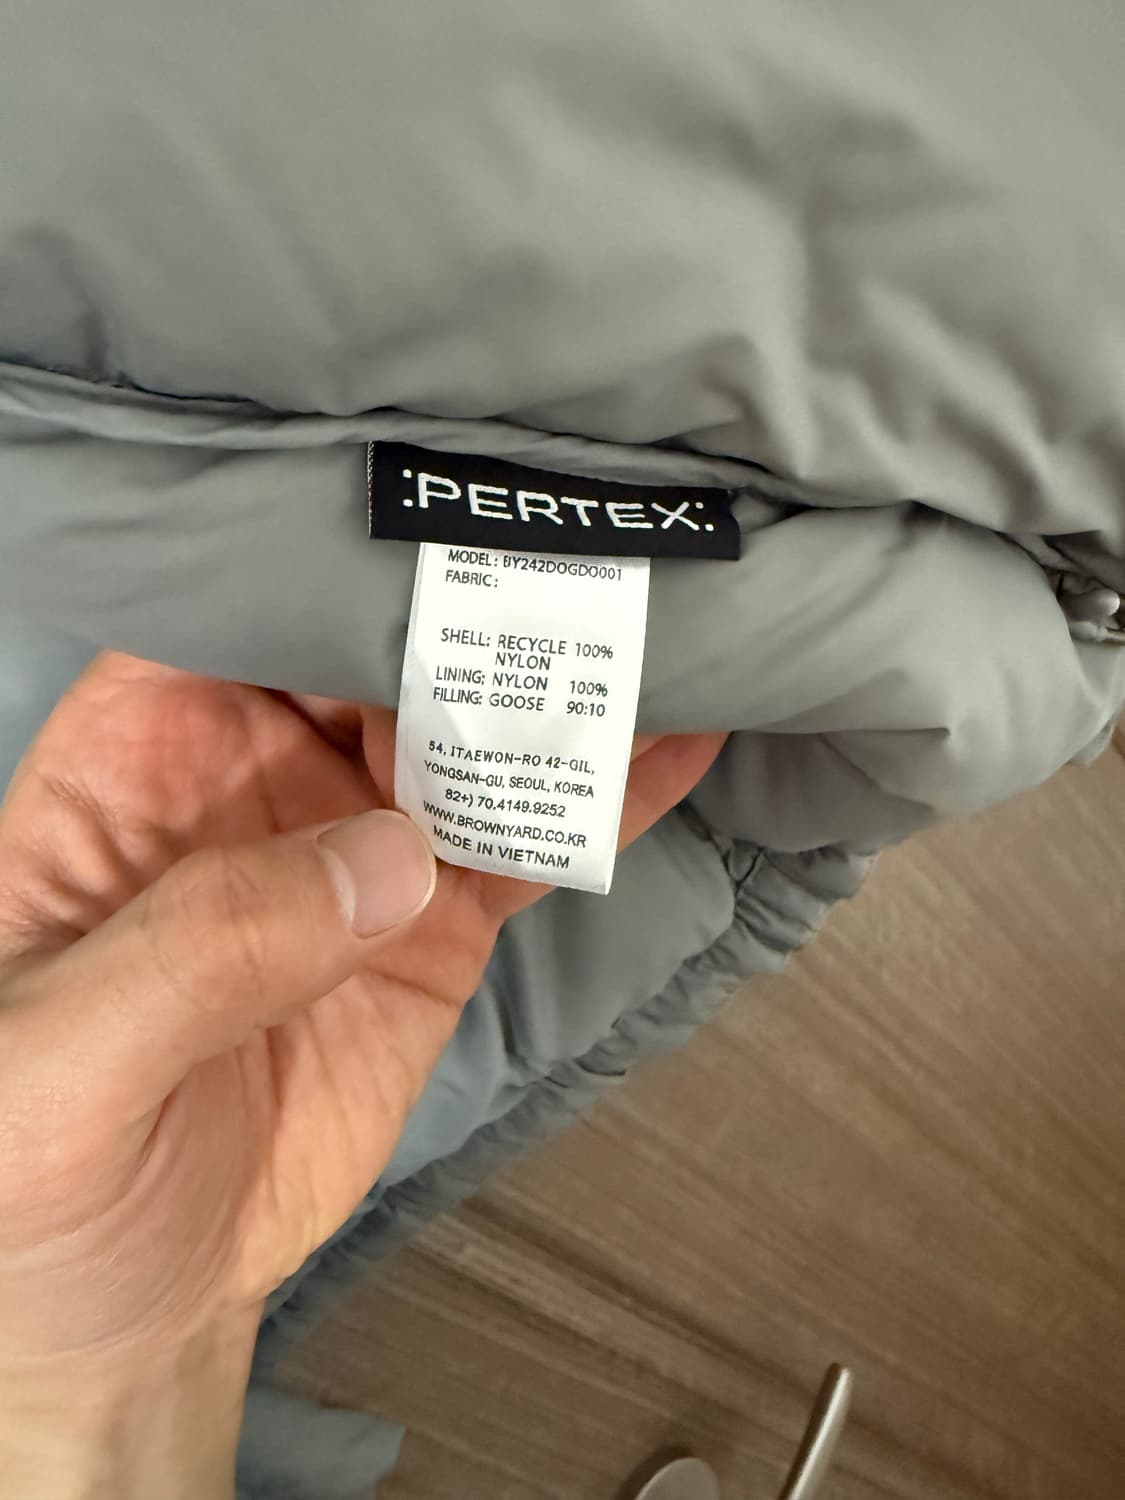 PERTEX
MODEL: BY242DOGDO001
FABRIC:
SHELL: RECYCLE 100%
NYLON
LINING: NYLON 100%
FILLING: GOOSE 90:10
54, ITAEWON-RO 42-GIL,
YONGSAN-GU, SEOUL, KOREA
82+) 70.4149.9252
WWW.BROWNYARD.CO.KR
MADE IN VIETNAM